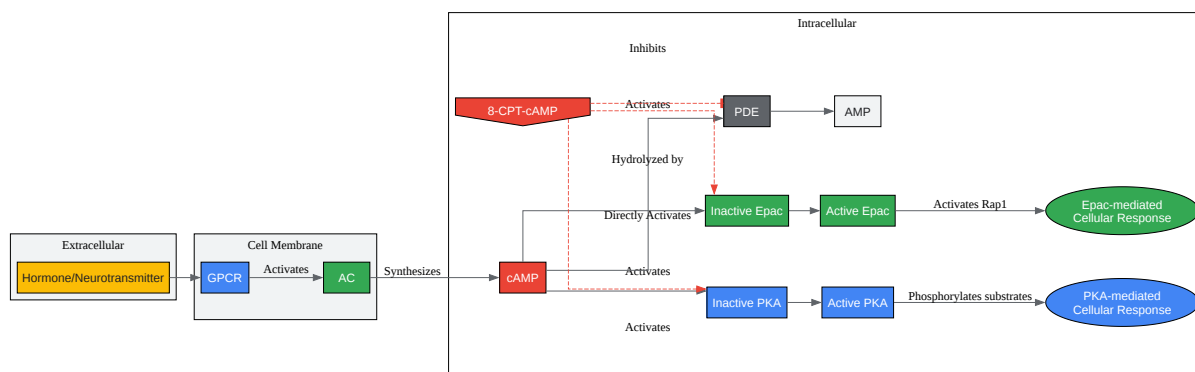 Intracellular
Inhibits
8-CPT-cAMP
Activates
PDE
AMP
Hydrolyzed by
Directly Activates
Inactive Epac
Active Epac
Activates Rap1
Epac-mediated
Cellular Response
Extracellular
Cell Membrane
Hormone/Neurotransmitter
GPCR
Activates
AC
Synthesizes
cAMP
Activates
Inactive PKA
Active PKA
Phosphorylates substrates
PKA-mediated
Cellular Response
Activates